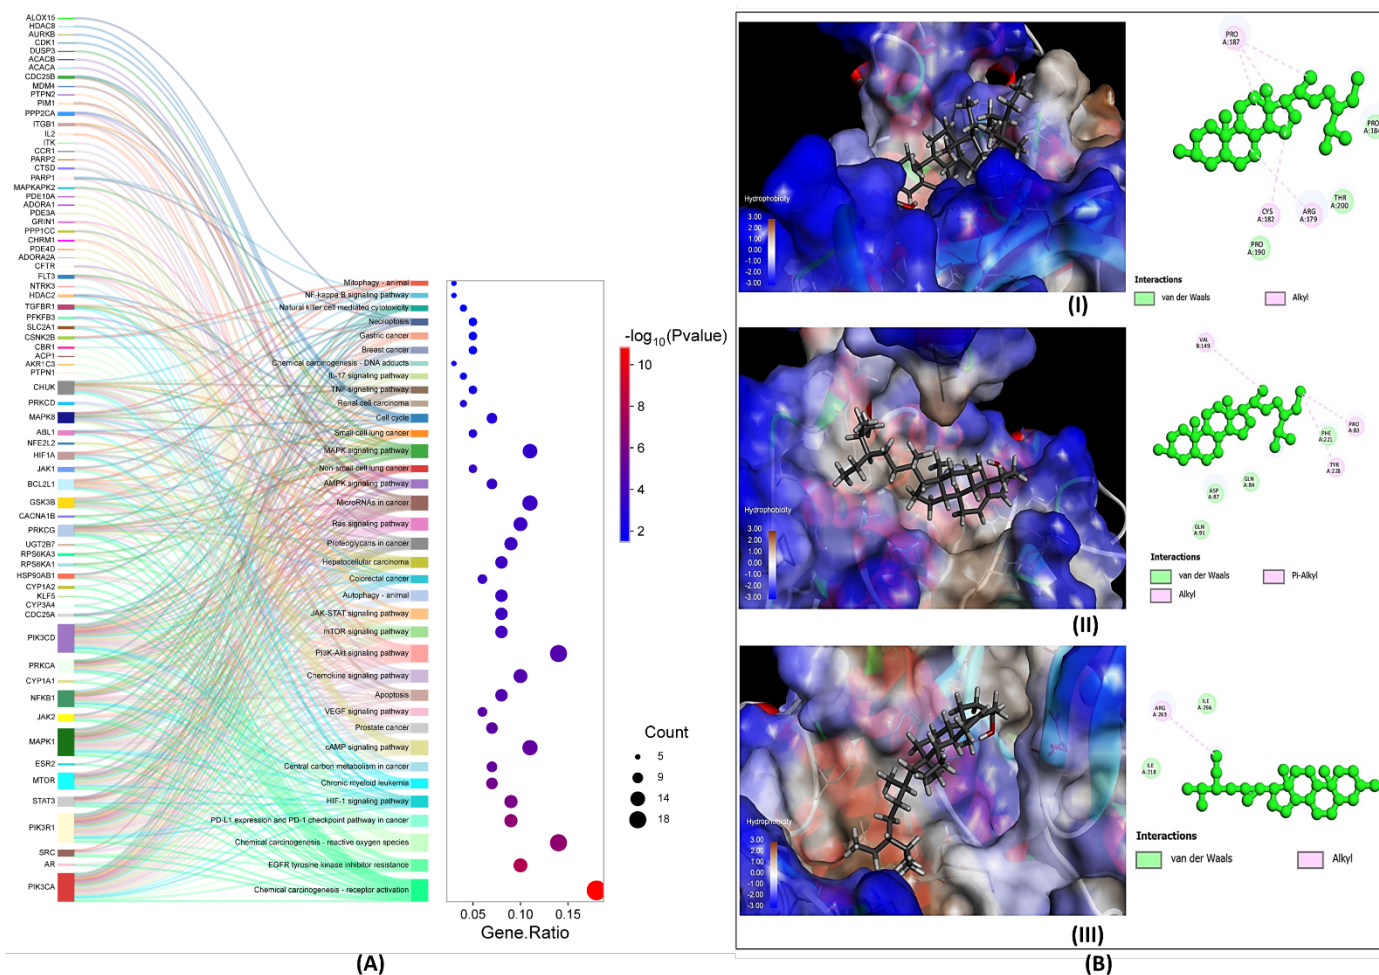 ALOX15
HDAC8
AURKB
CDK1
DUSP3
ACACB
ACACA
CDC25B
MDM4
PTPN2
PIM1
PPP2CA
ITGB1
IL2
ITK
CCR1
PARP2
CTSD
PARP1
MAPKAPK2
PDE10A
ADORA1
PDE3A
GRIN1
PPP1CC
CHRM1
PDE4D
ADORA2A
CFTR
FLT3
NTRK3
HDAC2
TGFBR1
PFKFB3
SLC2A1
CSNK2B
CBR1
ACP1
AKR1C3
PTPN1
CHUK
PRKCD
MAPK8
ABL1
NFE2L2
HIF1A
JAK1
BCL2L1
GSK3B
CACNA1B
PRKCG
UGT2B7
RPS6KA3
RPS6KA1
HSP90AB1
CYP1A2
KLF5
CYP3A4
CDC25A
PIK3CD
PRKCA
CYP1A1
NFKB1
JAK2
MAPK1
ESR2
MTOR
STAT3
PIK3R1
SRC
AR
PIK3CA
Mitophagy - animal
NF-kappa B signaling pathway
Natural killer cell mediated cytotoxicity
Necroptosis
Gastric cancer
Breast cancer
Chemical carcinogenesis - DNA adducts
IL-17 signaling pathway
TNF signaling pathway
Renal cell carcinoma
Cell cycle
Small cell lung cancer
MAPK signaling pathway
Non-small cell lung cancer
AMPK signaling pathway
MicroRNAs in cancer
Ras signaling pathway
Proteoglycans in cancer
Hepatocellular carcinoma
Colorectal cancer
Autophagy - animal
JAK-STAT signaling pathway
mTOR signaling pathway
PI3K-Akt signaling pathway
Chemokine signaling pathway
Apoptosis
VEGF signaling pathway
Prostate cancer
cAMP signaling pathway
Central carbon metabolism in cancer
Chronic myeloid leukemia
HIF-1 signaling pathway
PD-L1 expression and PD-1 checkpoint pathway in cancer
Chemical carcinogenesis - reactive oxygen species
EGFR tyrosine kinase inhibitor resistance
Chemical carcinogenesis - receptor activation
0.05 0.10 0.15
Gene.Ratio
-log10(Pvalue)
10
8
6
4
2
Count
5
9
14
18
(A)
Hydrophobicity
3.00
2.00
1.00
0.00
-1.00
-2.00
-3.00
(I)
PRO
A:187
PRO
A:184
CYS
A:182
ARG
A:179
THR
A:200
PRO
A:190
Interactions
van der Waals
Alkyl
Hydrophobicity
3.00
2.00
1.00
0.00
-1.00
-2.00
-3.00
(II)
VAL
B:149
PRO
A:83
PHE
A:221
TYR
A:228
GLN
A:84
ASP
A:87
GLN
A:91
Interactions
van der Waals
Pi-Alkyl
Alkyl
Hydrophobicity
3.00
2.00
1.00
0.00
-1.00
-2.00
-3.00
(III)
ARG
A:263
ILE
A:266
ILE
A:218
Interactions
van der Waals
Alkyl
(B)